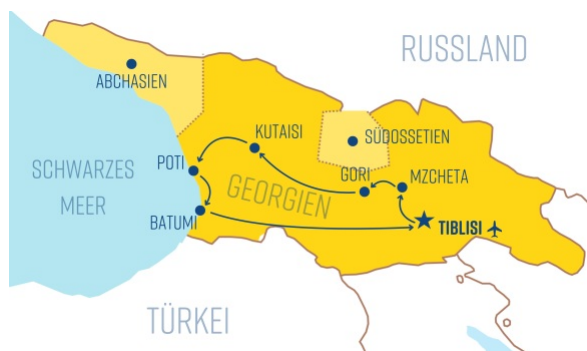 RUSSLAND
ABCHASIEN
KUTAISI
SÜDOSSETIEN
SCHWARZES
MEER
POTI
GORI
MZCHETA
GEORGIEN
BATUMI
TIBLISI
TÜRKEI